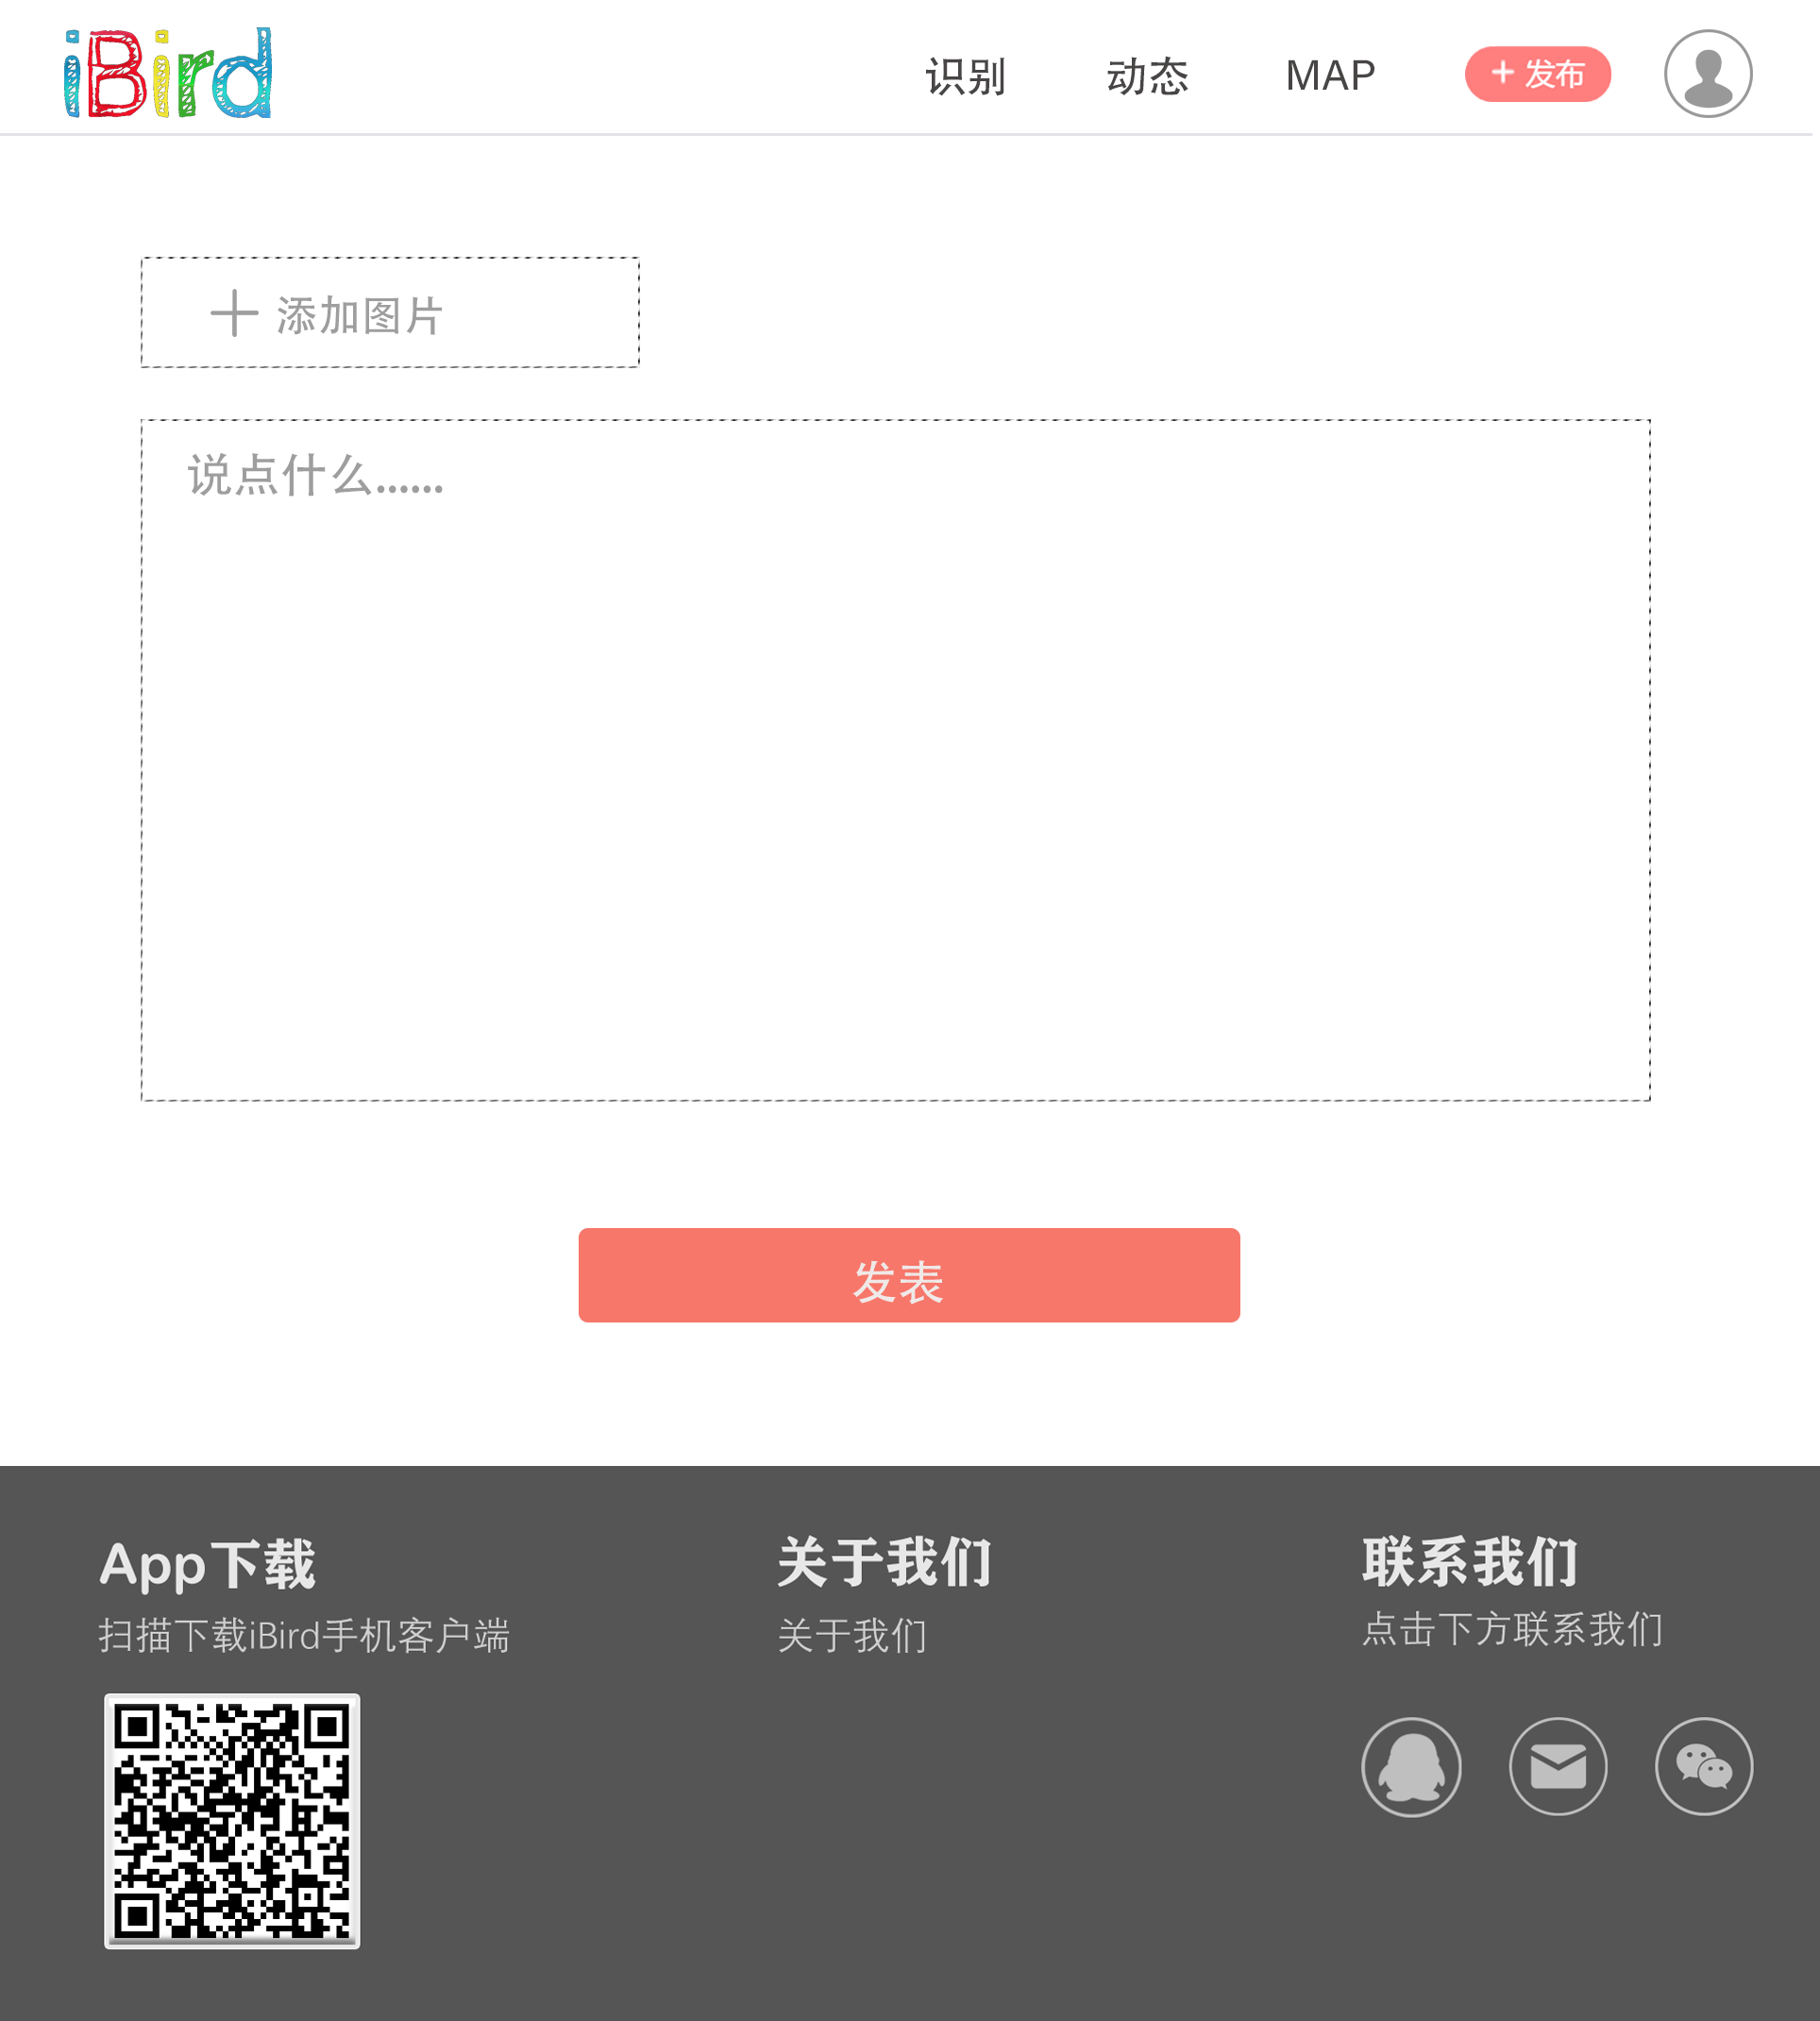 iBird
识别 动态 MAP + 发布
添加图片
说点什么......
发表
App下载 关于我们 联系我们
扫描下载iBird手机客户端 关于我们 点击下方联系我们